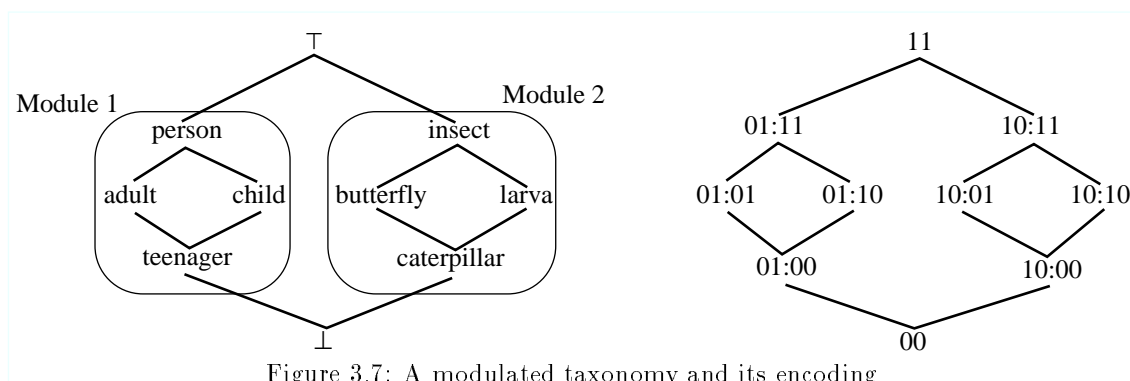 ⊤
11
Module 1
Module 2
person
insect
01:11
10:11
adult
child
butterfly
larva
01:01
01:10
10:01
10:10
teenager
caterpillar
01:00
10:00
⊥
00
Figure 3.7: A modulated taxonomy and its encoding